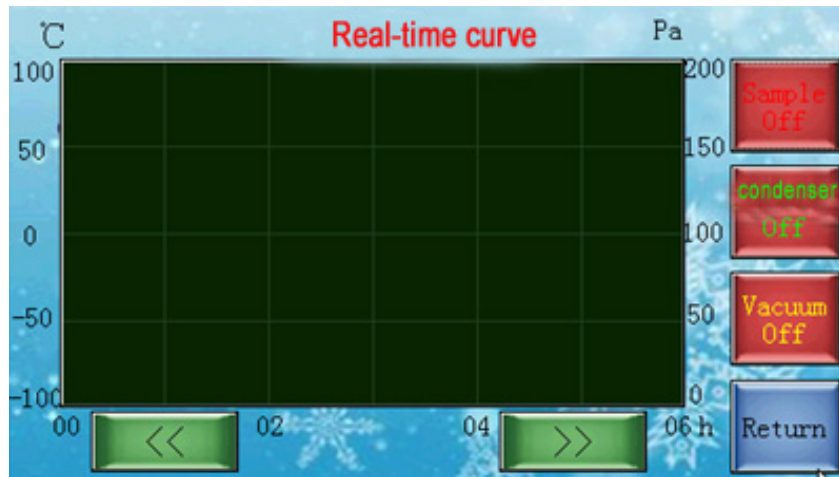 ℃ Real-time curve Pa
100 200
Sample
Off
50 150
condenser
Off
0 100
-50 50
Vacuum
Off
-100 0
00 02 04 06 h
<< >>
Return